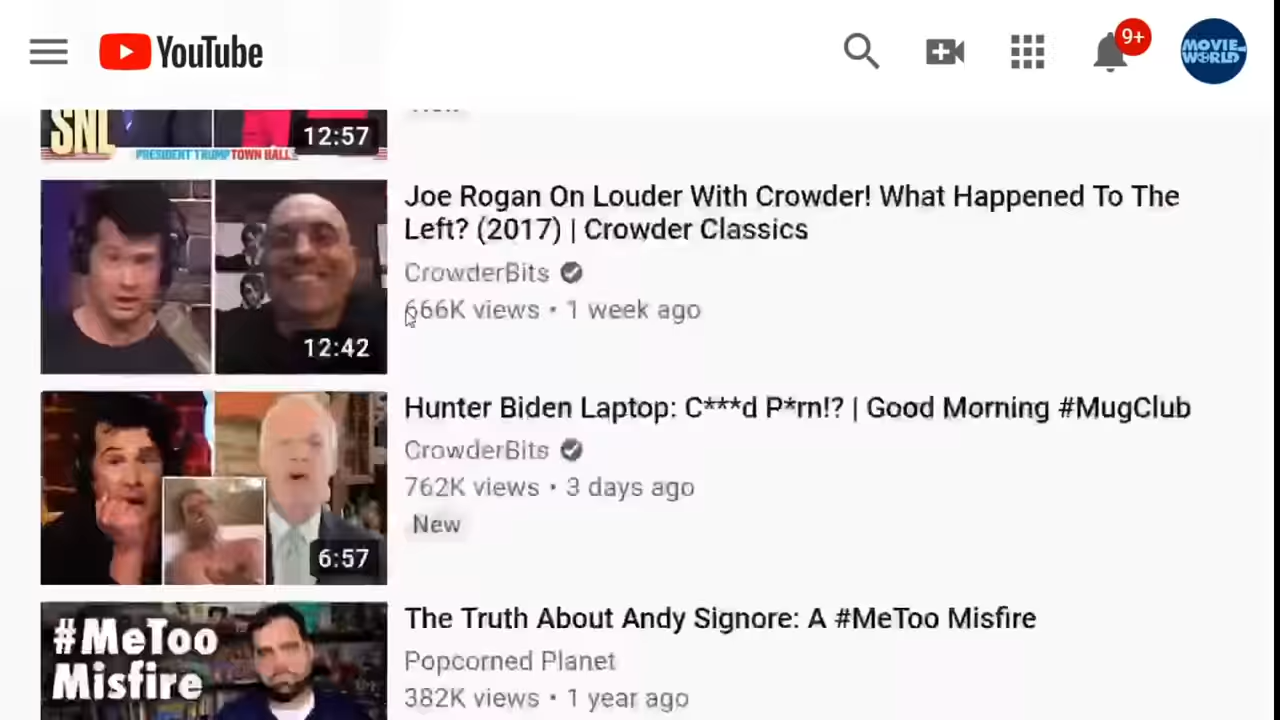 YouTube
9+
MOVIE
WORLD
SNL
12:57
PRESIDENT TRUMP TOWN HALL
Joe Rogan On Louder With Crowder! What Happened To The
Left? (2017) | Crowder Classics
CrowderBits
666K views • 1 week ago
12:42
Hunter Biden Laptop: C***d P*rn!? | Good Morning #MugClub
CrowderBits
762K views • 3 days ago
New
6:57
#MeToo
Misfire
The Truth About Andy Signore: A #MeToo Misfire
Popcorned Planet
382K views • 1 year ago